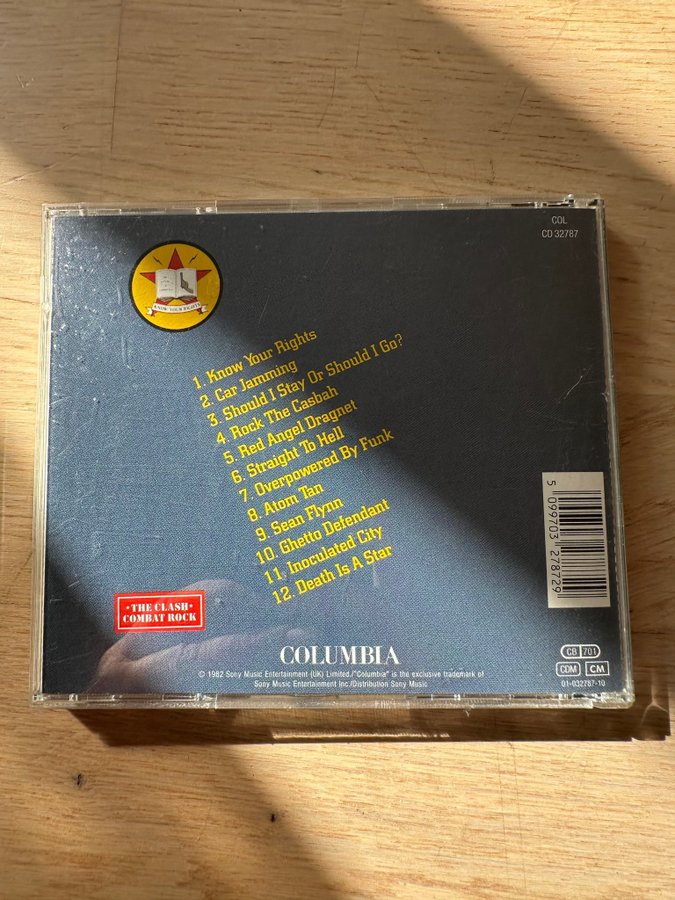 COL
CD 32787
KNOW YOUR RIGHTS
1. Know Your Rights
2. Car Jamming
3. Should I Stay Or Should I Go?
4. Rock The Casbah
5. Red Angel Dragnet
6. Straight To Hell
7. Overpowered By Funk
8. Atom Tan
9. Sean Flynn
10. Ghetto Defendant
11. Inoculated City
12. Death Is A Star
5 099703 278729
• THE CLASH •
COMBAT ROCK
COLUMBIA
© 1982 Sony Music Entertainment (UK) Limited./"Columbia" is the exclusive trademark of
Sony Music Entertainment Inc./Distribution Sony Music
CB 701
CDM CM
01-032787-10